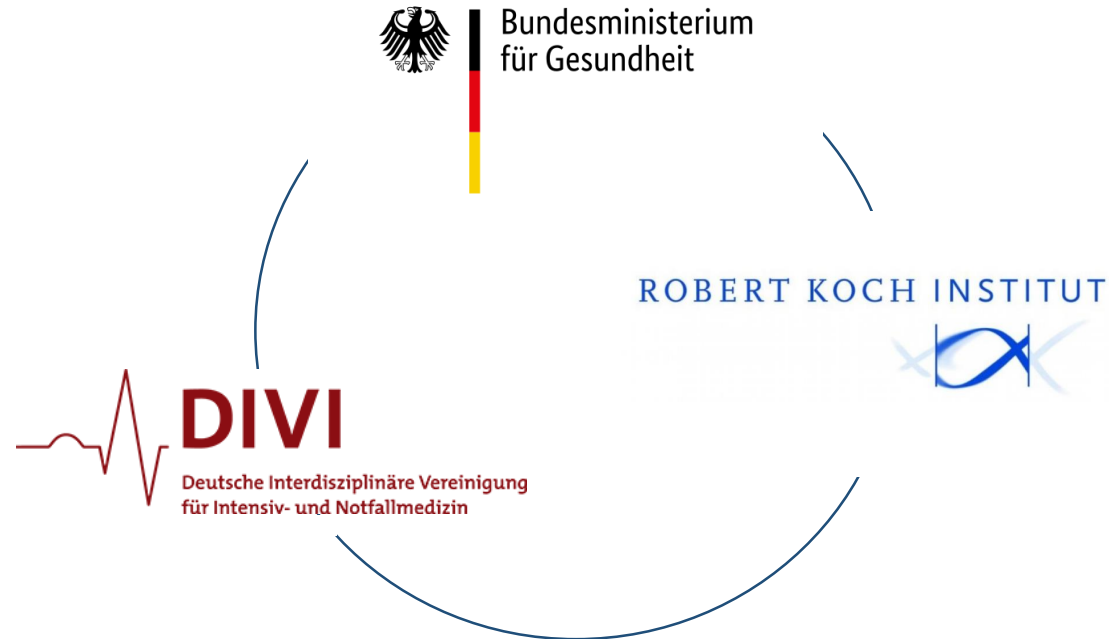 Bundesministerium
für Gesundheit
ROBERT KOCH INSTITUT
DIVI
Deutsche Interdisziplinäre Vereinigung
für Intensiv- und Notfallmedizin